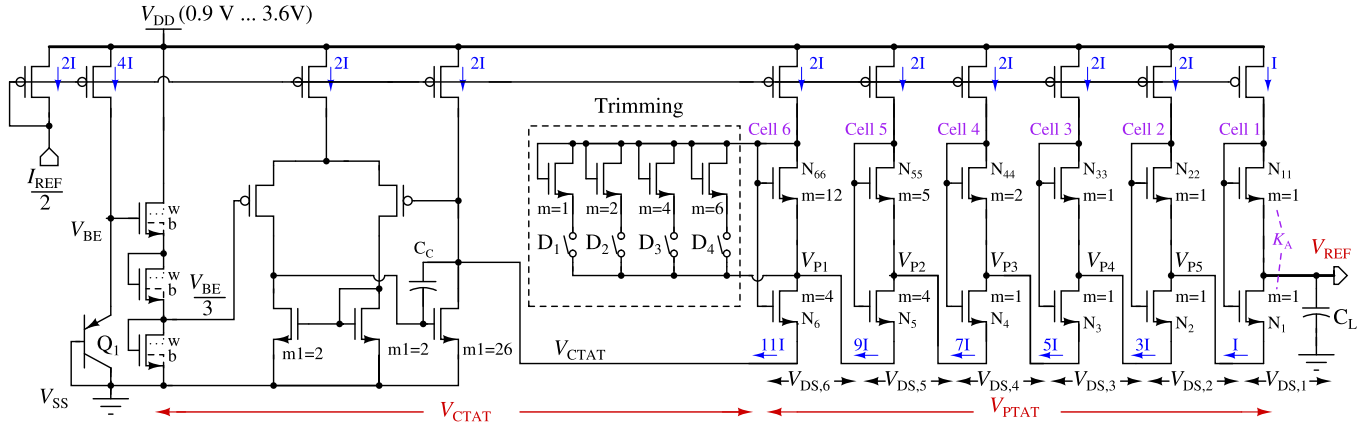 V_DD (0.9 V ... 3.6V)
2I 4I 2I 2I 2I 2I 2I 2I 2I I
Trimming
Cell 6 Cell 5 Cell 4 Cell 3 Cell 2 Cell 1
I_REF
2
N_66 N_55 N_44 N_33 N_22 N_11
m=12 m=5 m=2 m=1 m=1 m=1
m=1 m=2 m=4 m=6
w
b
V_BE
D_1 D_2 D_3 D_4
K_A
C_C
w
b
V_BE
3
V_P1 V_P2 V_P3 V_P4 V_P5
V_REF
m=4 m=4 m=1 m=1 m=1 m=1
N_6 N_5 N_4 N_3 N_2 N_1
C_L
Q_1
w
b
m1=2 m1=2 m1=26
V_CTAT
11I 9I 7I 5I 3I I
V_SS
V_DS,6 V_DS,5 V_DS,4 V_DS,3 V_DS,2 V_DS,1
V_CTAT
V_PTAT